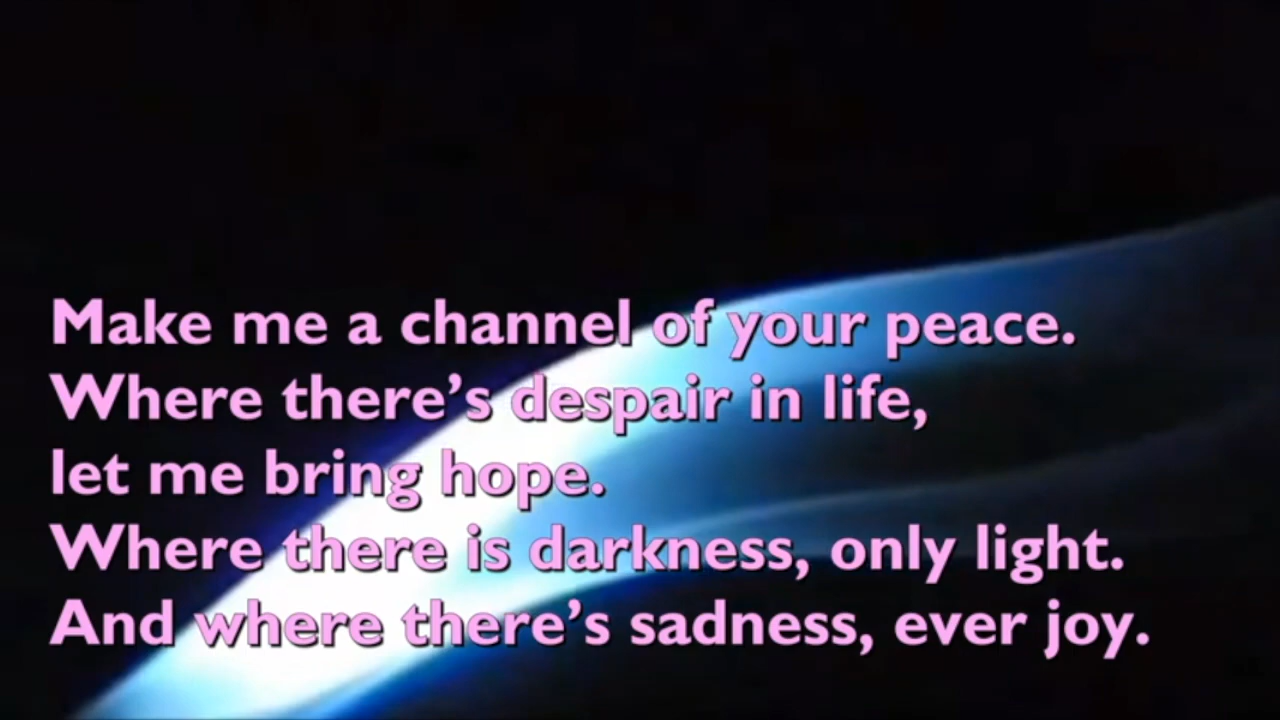 Make me a channel of your peace.
Where there’s despair in life,
let me bring hope.
Where there is darkness, only light.
And where there’s sadness, ever joy.